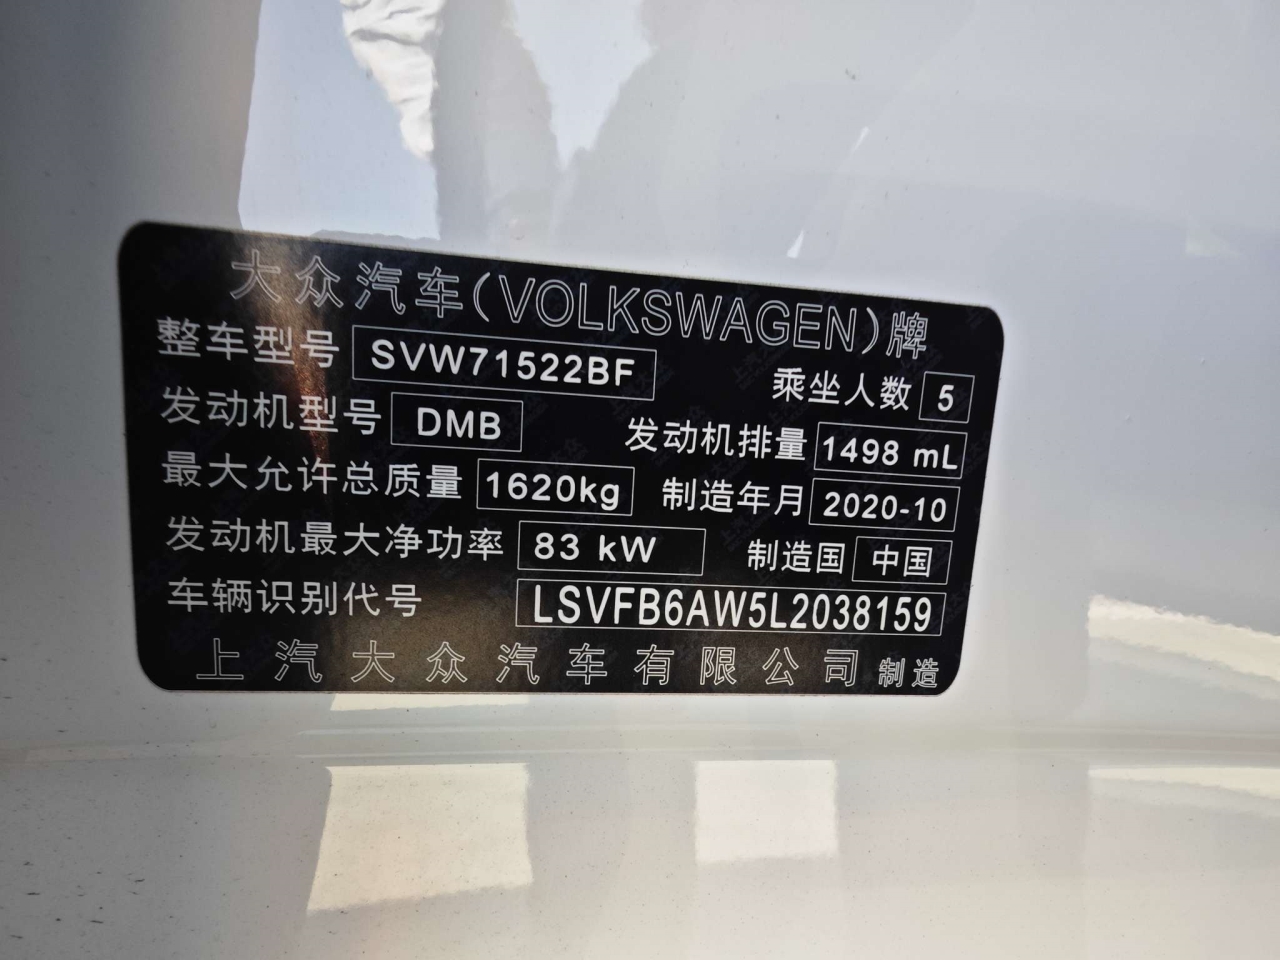 大众汽车(VOLKSWAGEN)牌
整车型号 SVW71522BF 乘坐人数 5
发动机型号 DMB 发动机排量 1498 mL
最大允许总质量 1620kg 制造年月 2020-10
发动机最大净功率 83 kW 制造国 中国
车辆识别代号 LSVFB6AW5L2038159
上汽大众汽车有限公司 制造